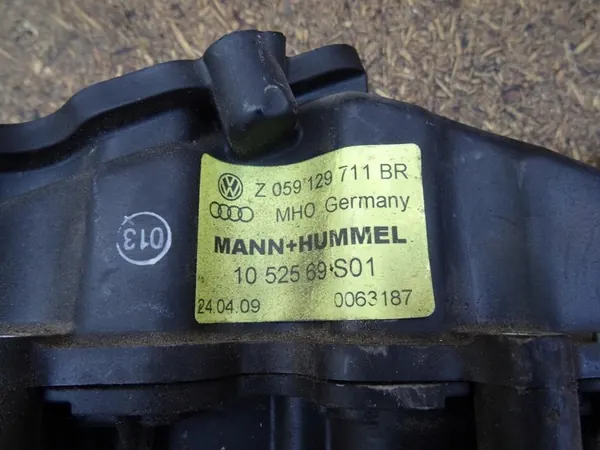 Z 059 129 711 BR
MHO Germany
MANN+HUMMEL
10 525 69 S01
24.04.09 0063187
013